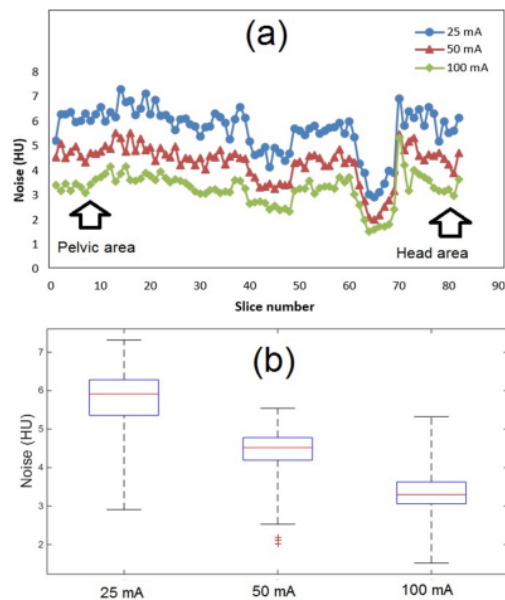 (a)
25 mA
50 mA
100 mA
Noise (HU)
8
7
6
5
4
3
2
1
0
Pelvic area
Head area
0 10 20 30 40 50 60 70 80 90
Slice number
(b)
Noise (HU)
7
6
5
4
3
2
25 mA 50 mA 100 mA